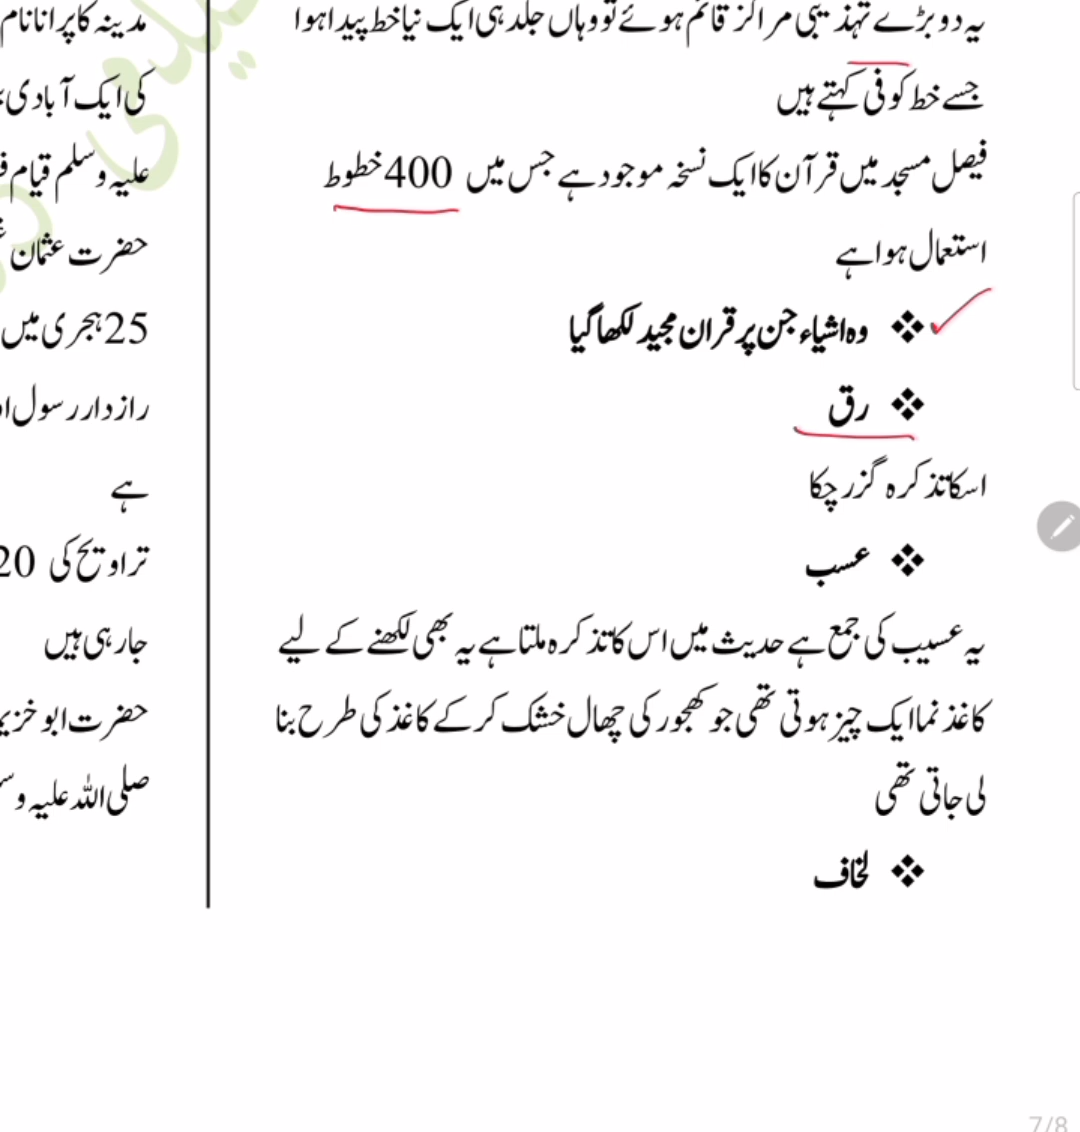 یہ دو بڑے تہذیبی مراکز قائم ہوئے تو وہاں جلد ہی ایک نیا خط پیدا ہوا
جسے خط کوفی کہتے ہیں
فیصل مسجد میں قرآن کا ایک نسخہ موجود ہے جس میں 400 خطوط
استعمال ہوا ہے
❖ وہ اشیاء جن پر قران مجید لکھا گیا
❖ رق
اسکا تذکرہ گزر چکا
❖ عسب
یہ عسیب کی جمع ہے حدیث میں اس کا تذکرہ ملتا ہے یہ بھی لکھنے کے لیے
کاغذ نما ایک چیز ہوتی تھی جو کھجور کی چھال خشک کر کے کاغذ کی طرح بنا
لی جاتی تھی
❖ لخاف
مدینہ کا پرانا نام
کی ایک آبادی
علیہ وسلم قیام
حضرت عثمان
25 ہجری میں
رازدار رسول
ہے
تراویح کی 20
جا رہی ہیں
حضرت ابو
صلی اللہ علیہ
7/8